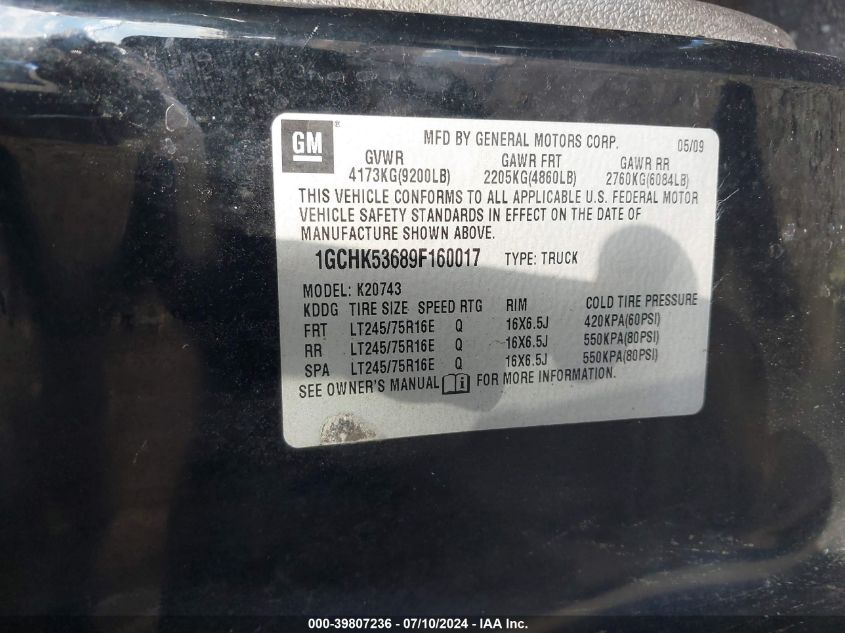 GM ®
MFD BY GENERAL MOTORS CORP. 05/09
GVWR GAWR FRT GAWR RR
4173KG(9200LB) 2205KG(4860LB) 2760KG(6084LB)
THIS VEHICLE CONFORMS TO ALL APPLICABLE U.S. FEDERAL MOTOR
VEHICLE SAFETY STANDARDS IN EFFECT ON THE DATE OF
MANUFACTURE SHOWN ABOVE.
1GCHK53689F160017 TYPE: TRUCK
MODEL: K20743
KDDG TIRE SIZE SPEED RTG RIM COLD TIRE PRESSURE
FRT LT245/75R16E Q 16X6.5J 420KPA(60PSI)
RR LT245/75R16E Q 16X6.5J 550KPA(80PSI)
SPA LT245/75R16E Q 16X6.5J 550KPA(80PSI)
SEE OWNER'S MANUAL FOR MORE INFORMATION.
000-39807236 - 07/10/2024 - IAA Inc.